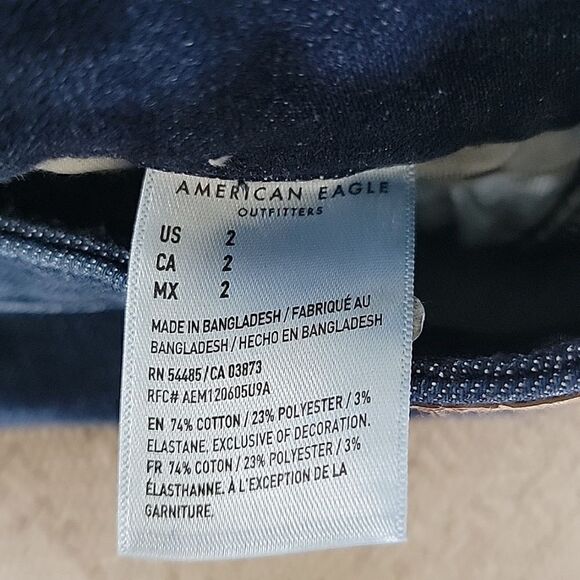 AMERICAN EAGLE
OUTFITTERS
US 2
CA 2
MX 2
MADE IN BANGLADESH / FABRIQUÉ AU
BANGLADESH / HECHO EN BANGLADESH
RN 54485 / CA 03873
RFC# AEM120605U9A
EN 74% COTTON / 23% POLYESTER / 3%
ELASTANE. EXCLUSIVE OF DECORATION.
FR 74% COTON / 23% POLYESTER / 3%
ÉLASTHANNE. À L'EXCEPTION DE LA
GARNITURE.